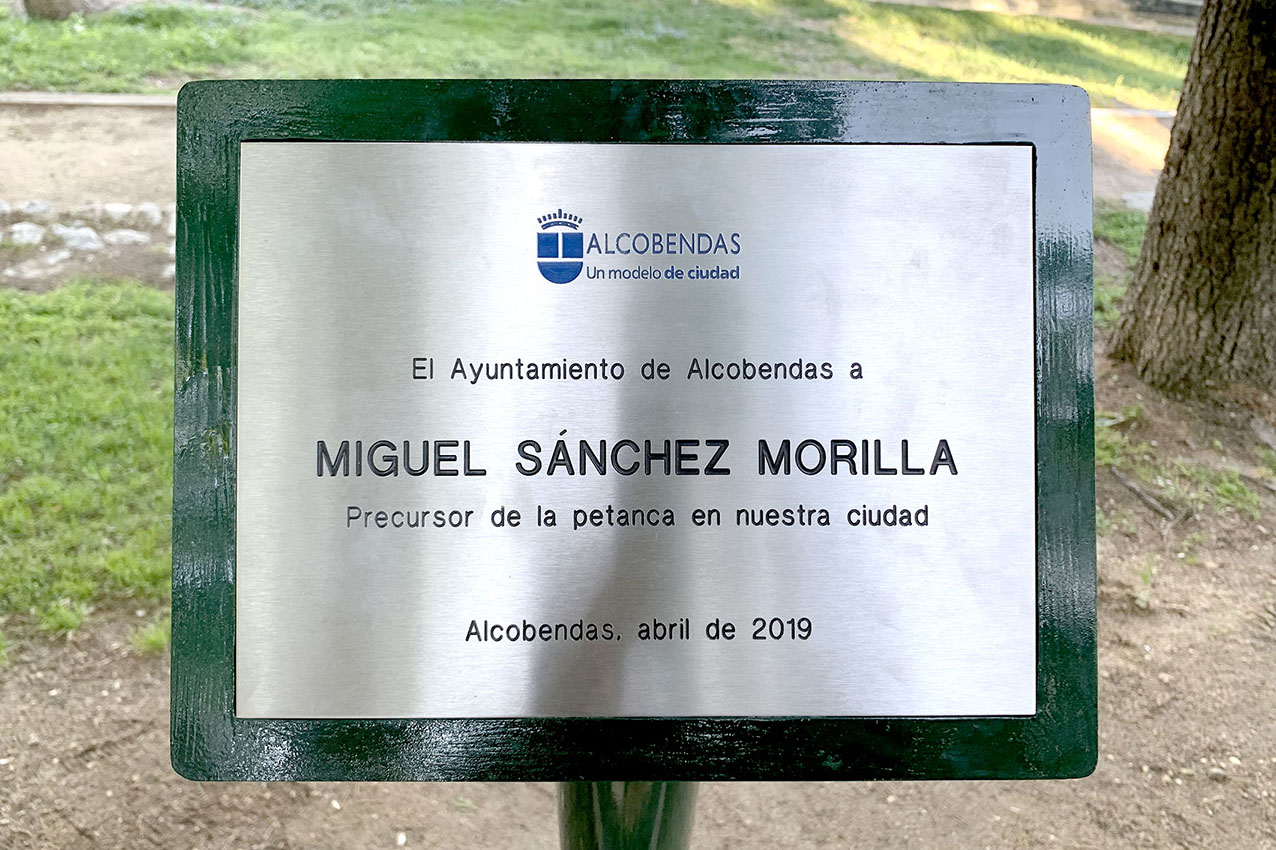 ALCOBENDAS
Un modelo de ciudad
El Ayuntamiento de Alcobendas a
MIGUEL SÁNCHEZ MORILLA
Precursor de la petanca en nuestra ciudad
Alcobendas, abril de 2019